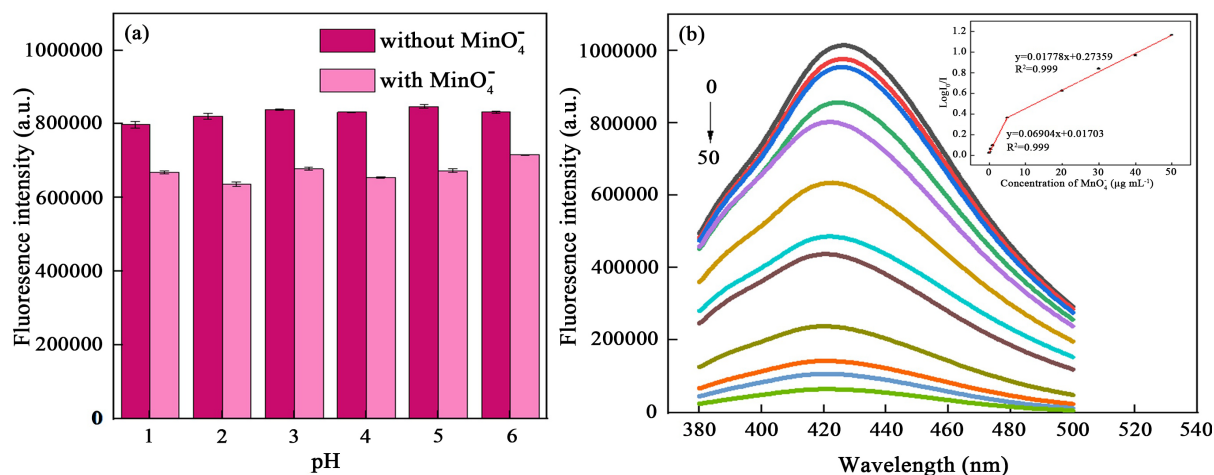 (a)
without MinO₄⁻
with MinO₄⁻
Fluoresence intensity (a.u.)
1000000
800000
600000
400000
200000
0
1 2 3 4 5 6
pH
(b)
Fluoresence intensity (a.u.)
1000000
800000
600000
400000
200000
0
0
50
380 400 420 440 460 480 500 520 540
Wavelength (nm)
LogI₀/I
1.2
1.0
0.8
0.6
0.4
0.2
0.0
y=0.01778x+0.27359
R²=0.999
y=0.06904x+0.01703
R²=0.999
0 10 20 30 40 50
Concentration of MnO₄⁻ (μg mL⁻¹)